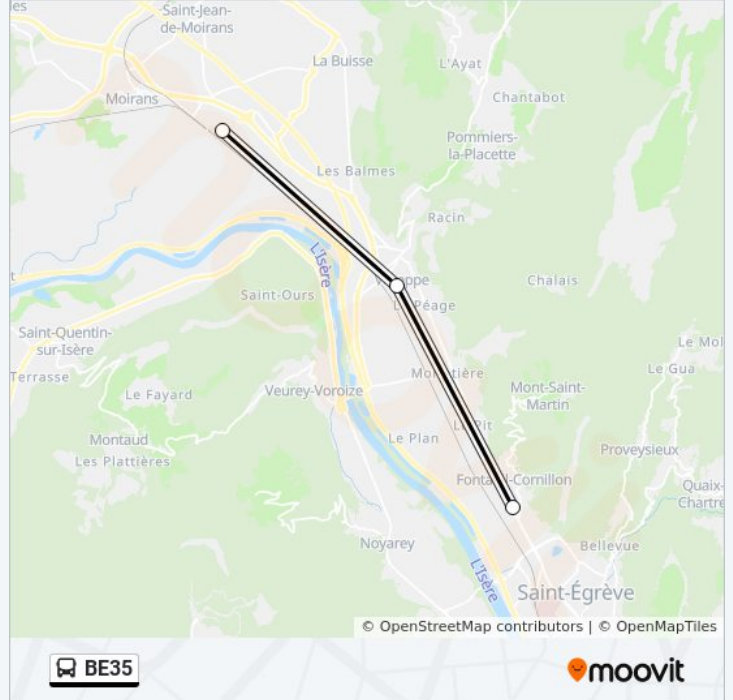 es
Saint-Jean-
de-Moirans
La Buisse
L'Ayat
Moirans
Chantabot
Pommiers-
la-Placette
Les Balmes
Racin
L'Isère
Chalais
Saint-Ours
Péage
Saint-Quentin-
sur-Isère
Terrasse
Le Mol
Le Gua
Le Fayard
Veurey-Voroize
Mont-Saint-
Martin
Montaud
Les Plattières
Le Plan
Proveysieux
-Cornillon
Quaix-
Chartre
Noyarey
Bellevue
L'Isère
Saint-Égrève
© OpenStreetMap contributors | © OpenMapTiles
BE35
moovit